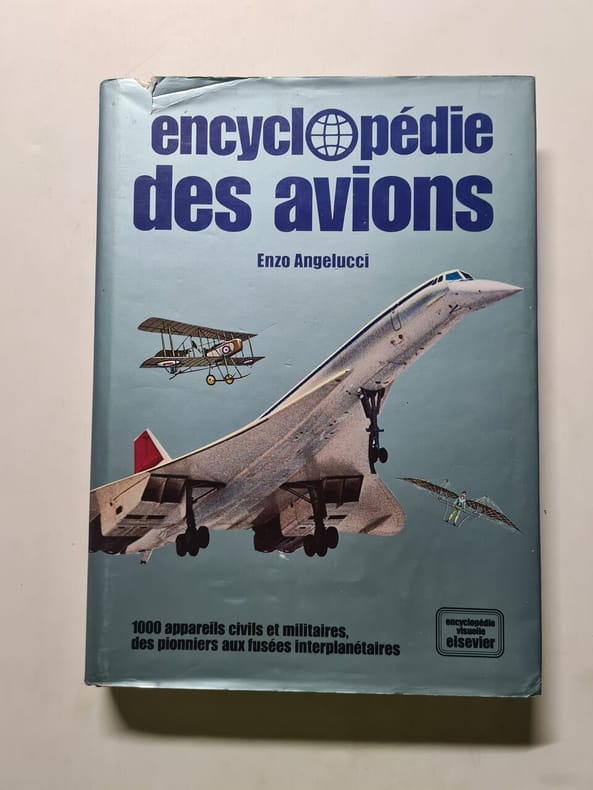 encyclopédie
des avions
Enzo Angelucci
1000 appareils civils et militaires,
des pionniers aux fusées interplanétaires
encyclopédie
visuelle
elsevier